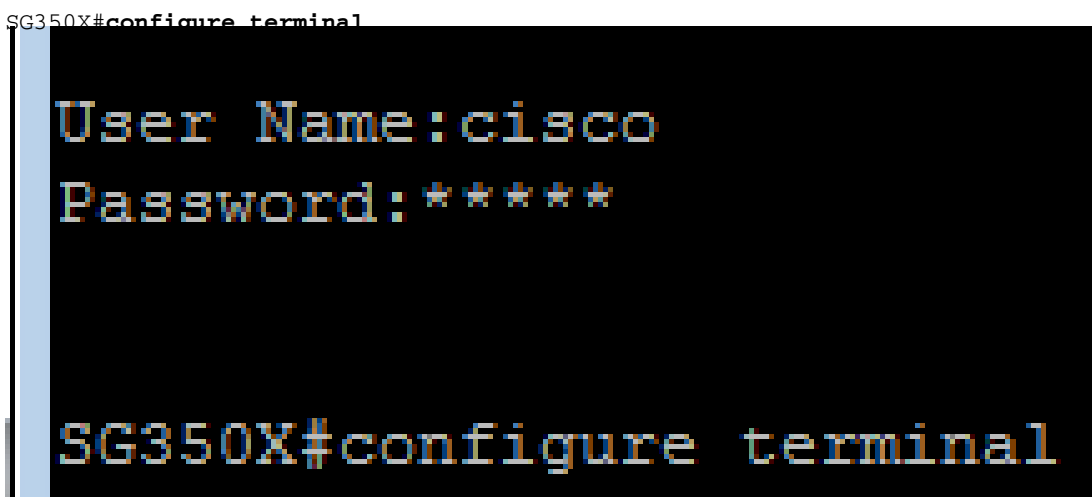 SG350X#configure terminal
User Name:cisco
Password:*****
SG350X#configure terminal